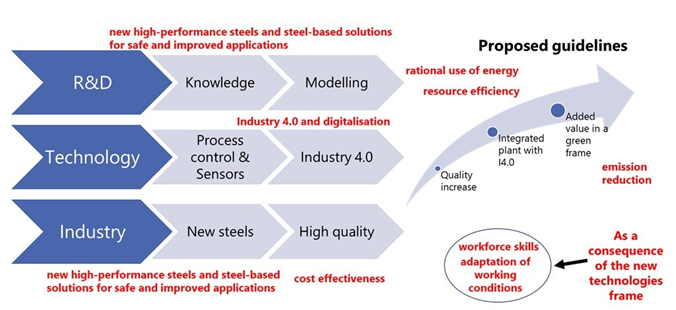 new high-performance steels and steel-based solutions
for safe and improved applications
Proposed guidelines
R&D
Knowledge
Modelling
rational use of energy
resource efficiency
Industry 4.0 and digitalisation
Technology
Process
control &
Sensors
Industry 4.0
Quality
increase
Integrated
plant with
I4.0
Added
value in a
green
frame
emission
reduction
Industry
New steels
High quality
new high-performance steels and steel-based
solutions for safe and improved applications
cost effectiveness
workforce skills
adaptation of
working
conditions
As a
consequence
of the new
technologies
frame